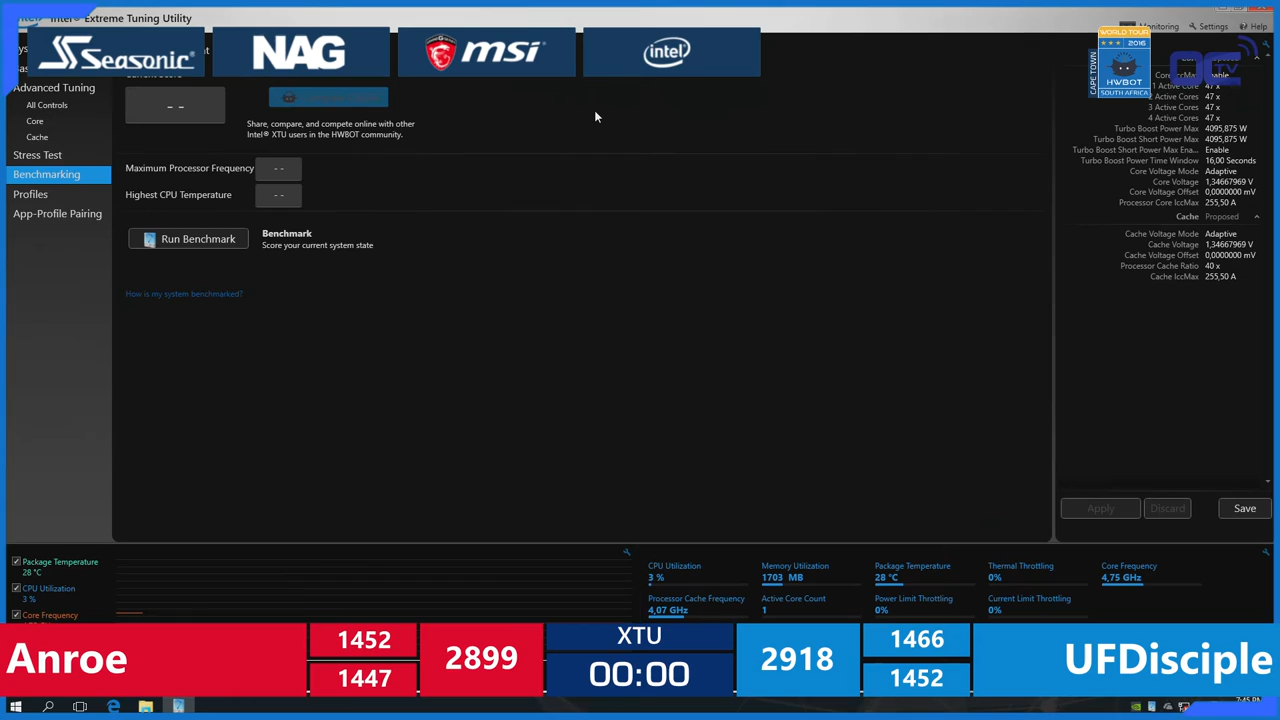 Intel® Extreme Tuning Utility
Monitoring
Settings
Help
Seasonic
NAG
msi
intel
WORLD TOUR
2016
CAPE TOWN
HWBOT
SOUTH AFRICA
Advanced Tuning
All Controls
Core
Cache
Stress Test
Benchmarking
Profiles
App-Profile Pairing
- -
Share, compare, and compete online with other
Intel® XTU users in the HWBOT community.
Maximum Processor Frequency - -
Highest CPU Temperature - -
Run Benchmark
Benchmark
Score your current system state
How is my system benchmarked?
1 Active Core 47 x
2 Active Cores 47 x
3 Active Cores 47 x
4 Active Cores 47 x
Turbo Boost Power Max 4095,875 W
Turbo Boost Short Power Max 4095,875 W
Turbo Boost Short Power Max Ena... Enable
Turbo Boost Power Time Window 16,00 Seconds
Core Voltage Mode Adaptive
Core Voltage 1,34667969 V
Core Voltage Offset 0,0000000 mV
Processor Core IccMax 255,50 A
Cache Proposed
Cache Voltage Mode Adaptive
Cache Voltage 1,34667969 V
Cache Voltage Offset 0,0000000 mV
Processor Cache Ratio 40 x
Cache IccMax 255,50 A
Apply
Discard
Save
Package Temperature
28 °C
CPU Utilization
3 %
Core Frequency
CPU Utilization
3 %
Memory Utilization
1703 MB
Package Temperature
28 °C
Thermal Throttling
0%
Core Frequency
4,75 GHz
Processor Cache Frequency
4,07 GHz
Active Core Count
1
Power Limit Throttling
0%
Current Limit Throttling
0%
Anroe
1452
1447
2899
XTU
00:00
2918
1466
1452
UFDisciple